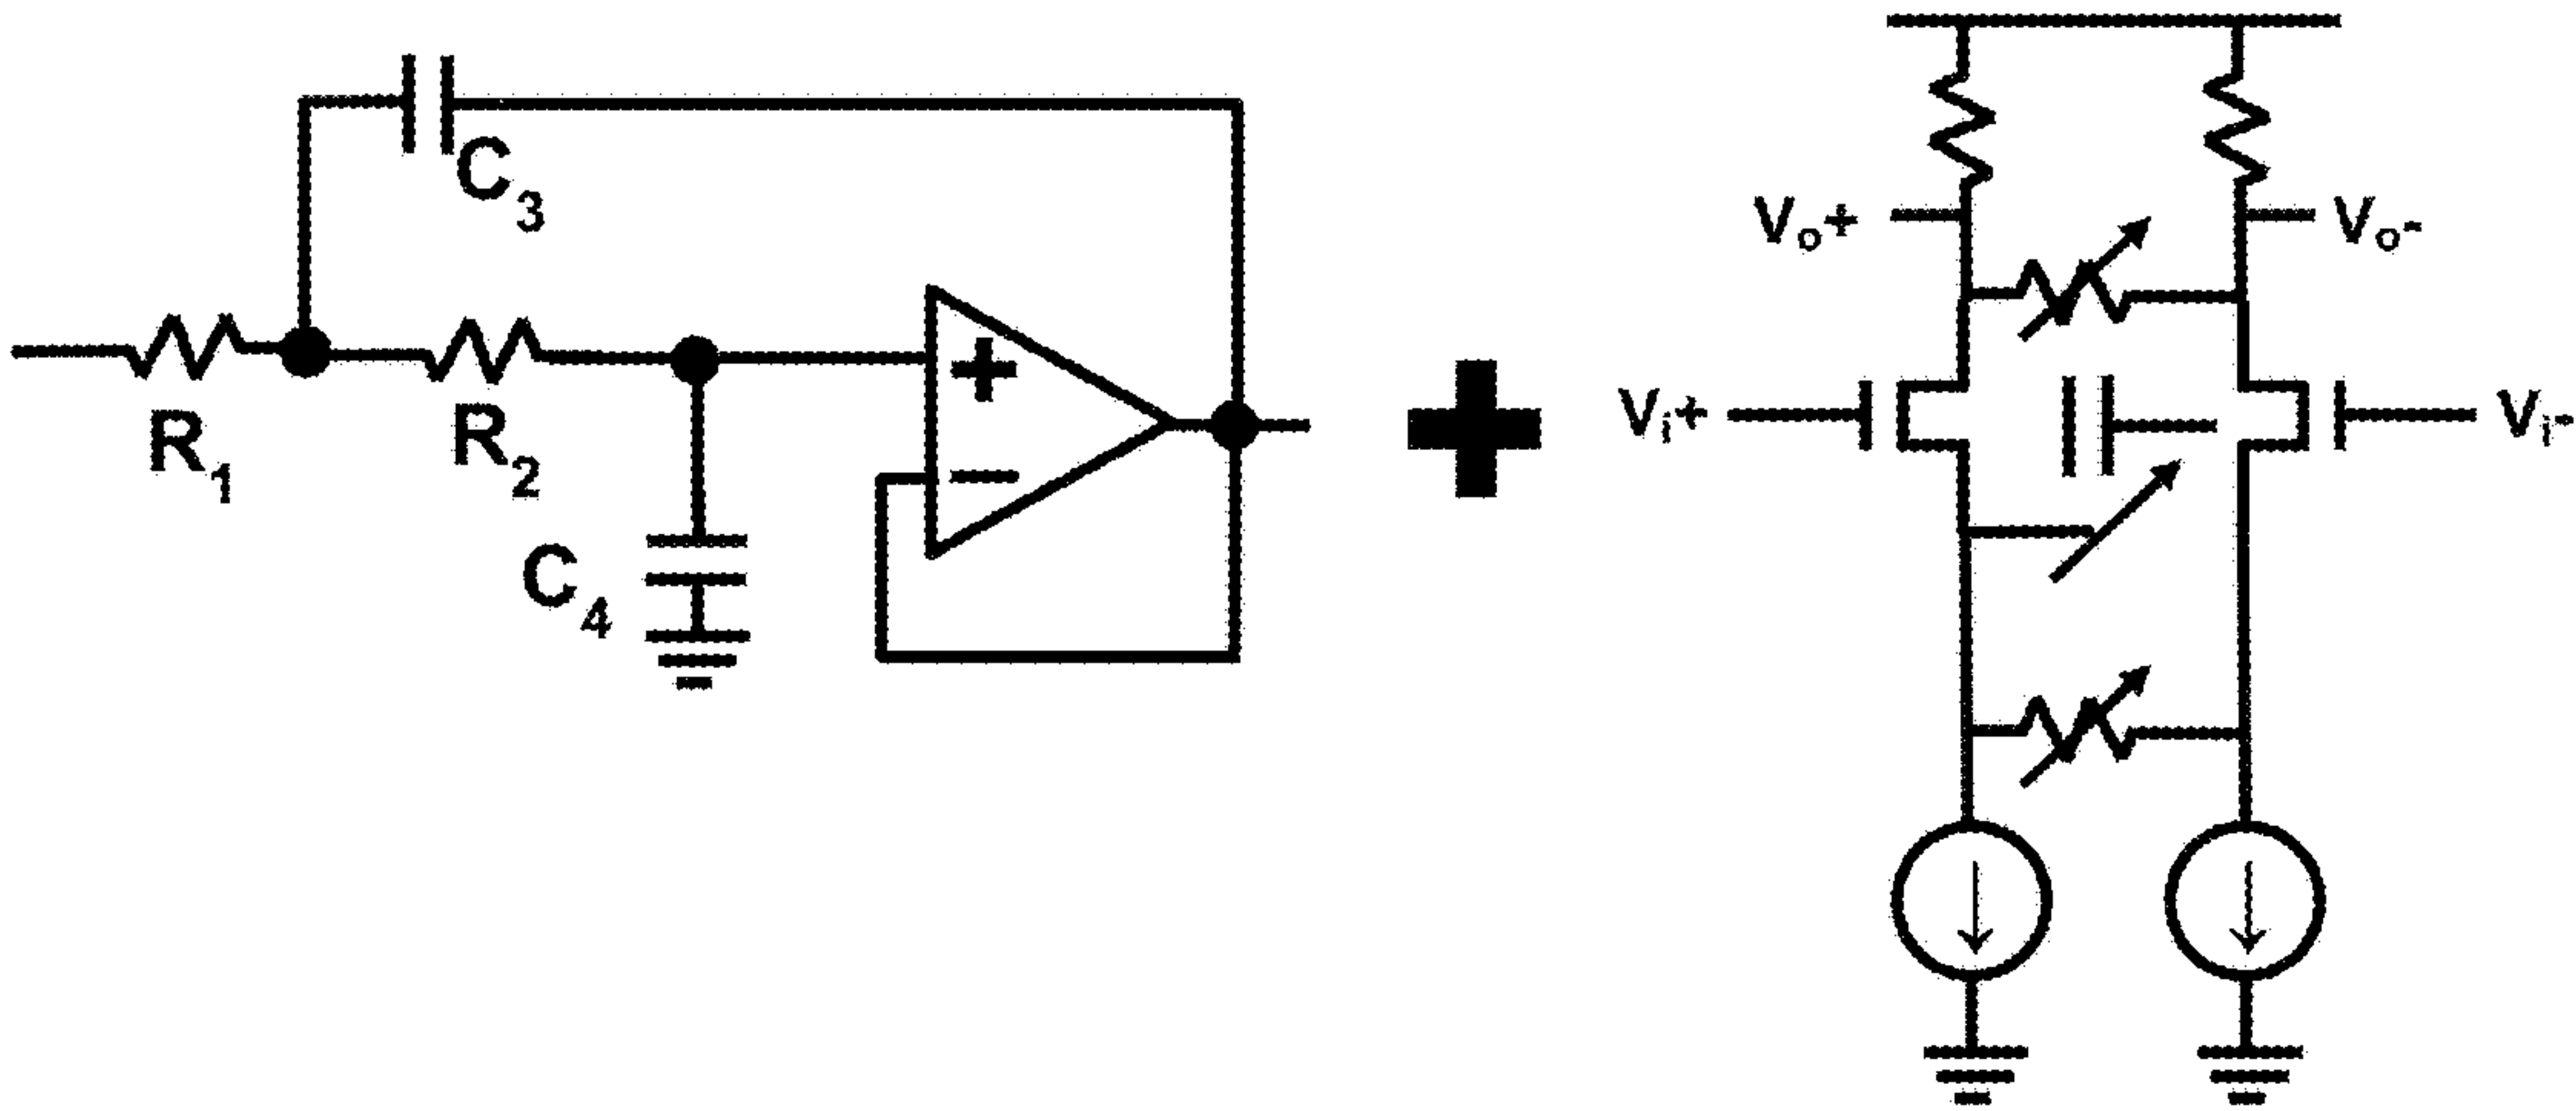 C3
R1
R2
+
−
C4
+
Vo+
Vo-
Vi+
Vi-